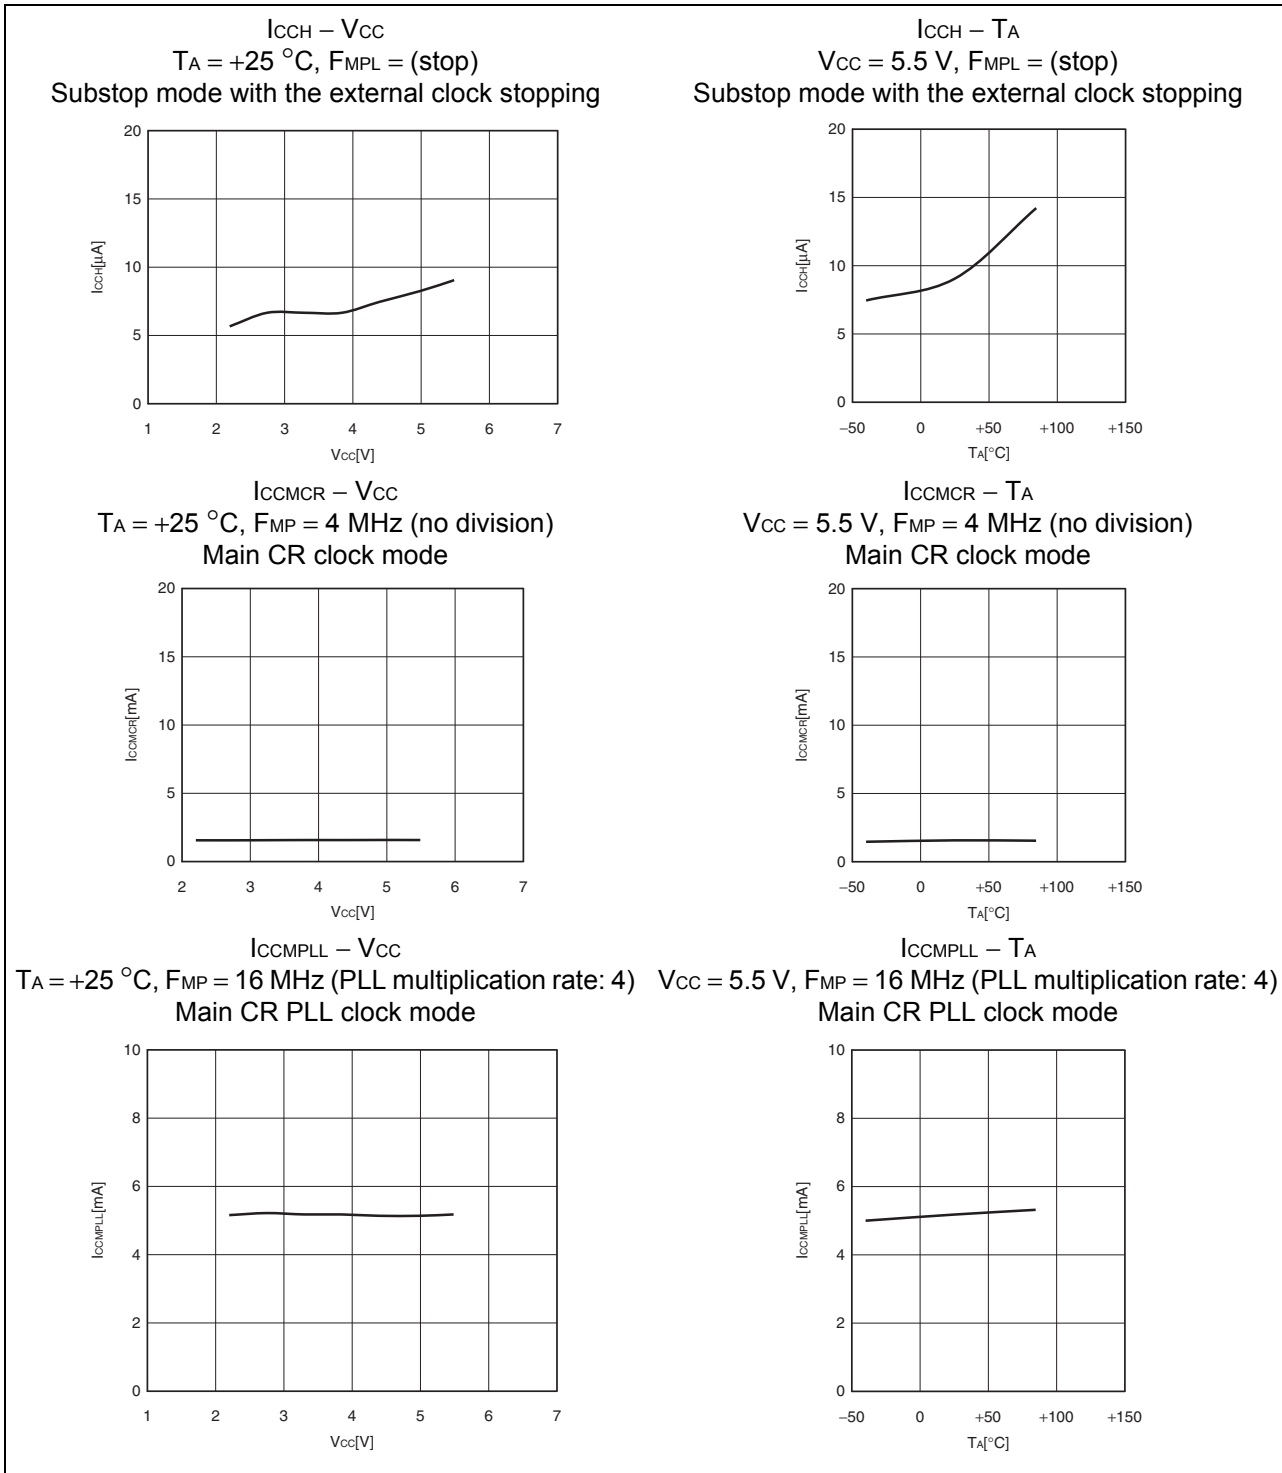 ICCH − VCC
TA = +25 °C, FMPL = (stop)
Substop mode with the external clock stopping
20
15
10
5
0
ICCH[µA]
1 2 3 4 5 6 7
VCC[V]
ICCH − TA
VCC = 5.5 V, FMPL = (stop)
Substop mode with the external clock stopping
20
15
10
5
0
ICCH[µA]
−50 0 +50 +100 +150
TA[°C]
ICCMCR − VCC
TA = +25 °C, FMP = 4 MHz (no division)
Main CR clock mode
20
15
10
5
0
ICCMCR[mA]
2 3 4 5 6 7
VCC[V]
ICCMCR − TA
VCC = 5.5 V, FMP = 4 MHz (no division)
Main CR clock mode
20
15
10
5
0
ICCMCR[mA]
−50 0 +50 +100 +150
TA[°C]
ICCMPLL − VCC
TA = +25 °C, FMP = 16 MHz (PLL multiplication rate: 4)
Main CR PLL clock mode
10
8
6
4
2
0
ICCMPLL[mA]
1 2 3 4 5 6 7
VCC[V]
ICCMPLL − TA
VCC = 5.5 V, FMP = 16 MHz (PLL multiplication rate: 4)
Main CR PLL clock mode
10
8
6
4
2
0
ICCMPLL[mA]
−50 0 +50 +100 +150
TA[°C]